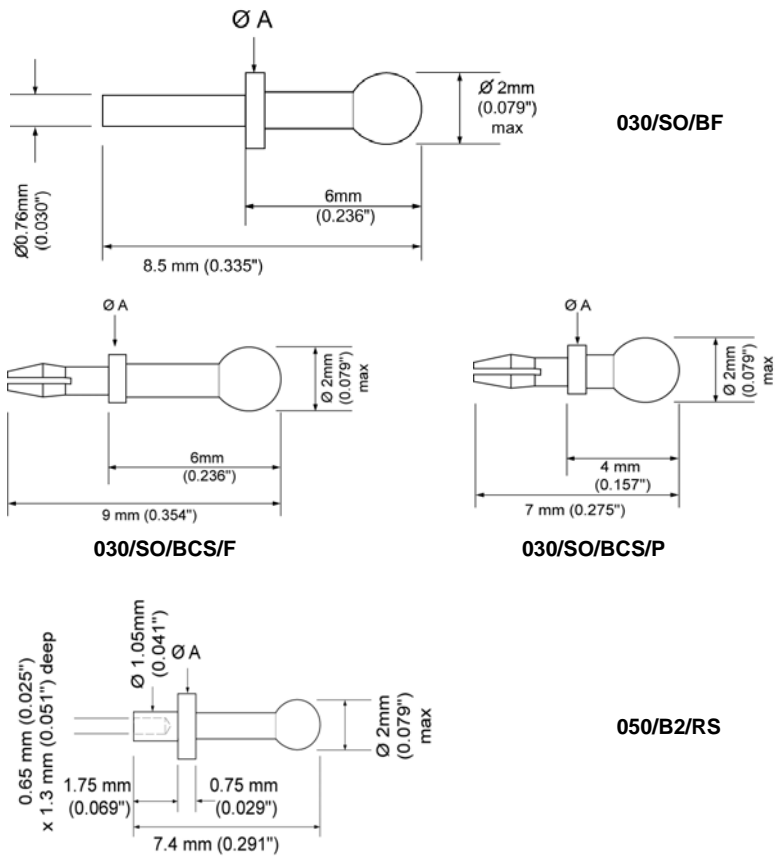 Ø A
Ø 2mm
(0.079")
max
030/SO/BF
Ø0.76mm
(0.030")
6mm
(0.236")
8.5 mm (0.335")
Ø A
Ø 2mm
(0.079")
max
6mm
(0.236")
9 mm (0.354")
030/SO/BCS/F
Ø A
Ø 2mm
(0.079")
max
4 mm
(0.157")
7 mm (0.275")
030/SO/BCS/P
0.65 mm (0.025")
x 1.3 mm (0.051") deep
Ø 1.05mm
(0.041")
Ø A
Ø 2mm
(0.079")
max
050/B2/RS
1.75 mm
(0.069")
0.75 mm
(0.029")
7.4 mm (0.291")